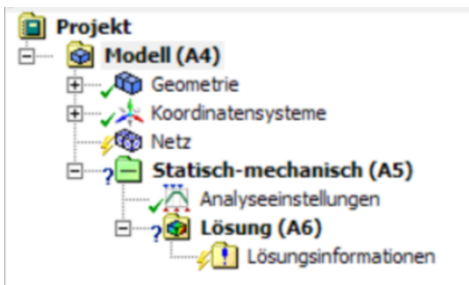 Projekt
Modell (A4)
Geometrie
Koordinatensysteme
Netz
Statisch-mechanisch (A5)
Analyseeinstellungen
Lösung (A6)
Lösungsinformationen